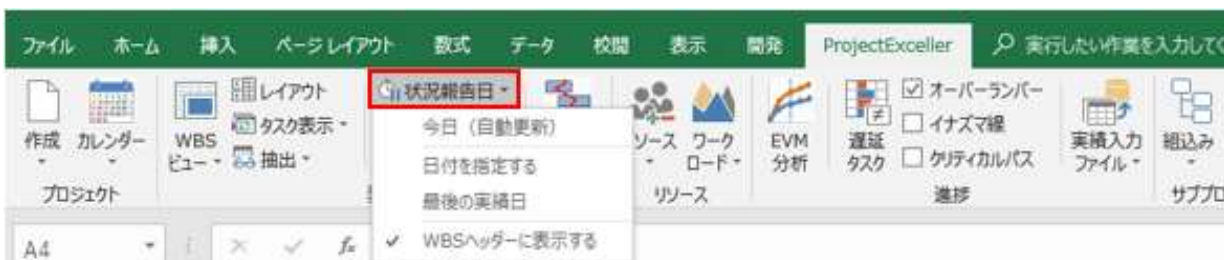 ファイル ホーム 挿入 ページレイアウト 数式 データ 校閲 表示 開発 ProjectExceller 実行したい作業を入力して
作成
カレンダー
プロジェクト
WBS
ビュー
レイアウト
タスク表示
抽出
状況報告日
今日（自動更新）
日付を指定する
最後の実績日
✓ WBSヘッダーに表示する
ソース
ワーク
ロード
リソース
EVM
分析
遅延
タスク
オーバーランバー
イナズマ線
クリティカルパス
進捗
実績入力
ファイル
組込み
サブプロ
A4
fx